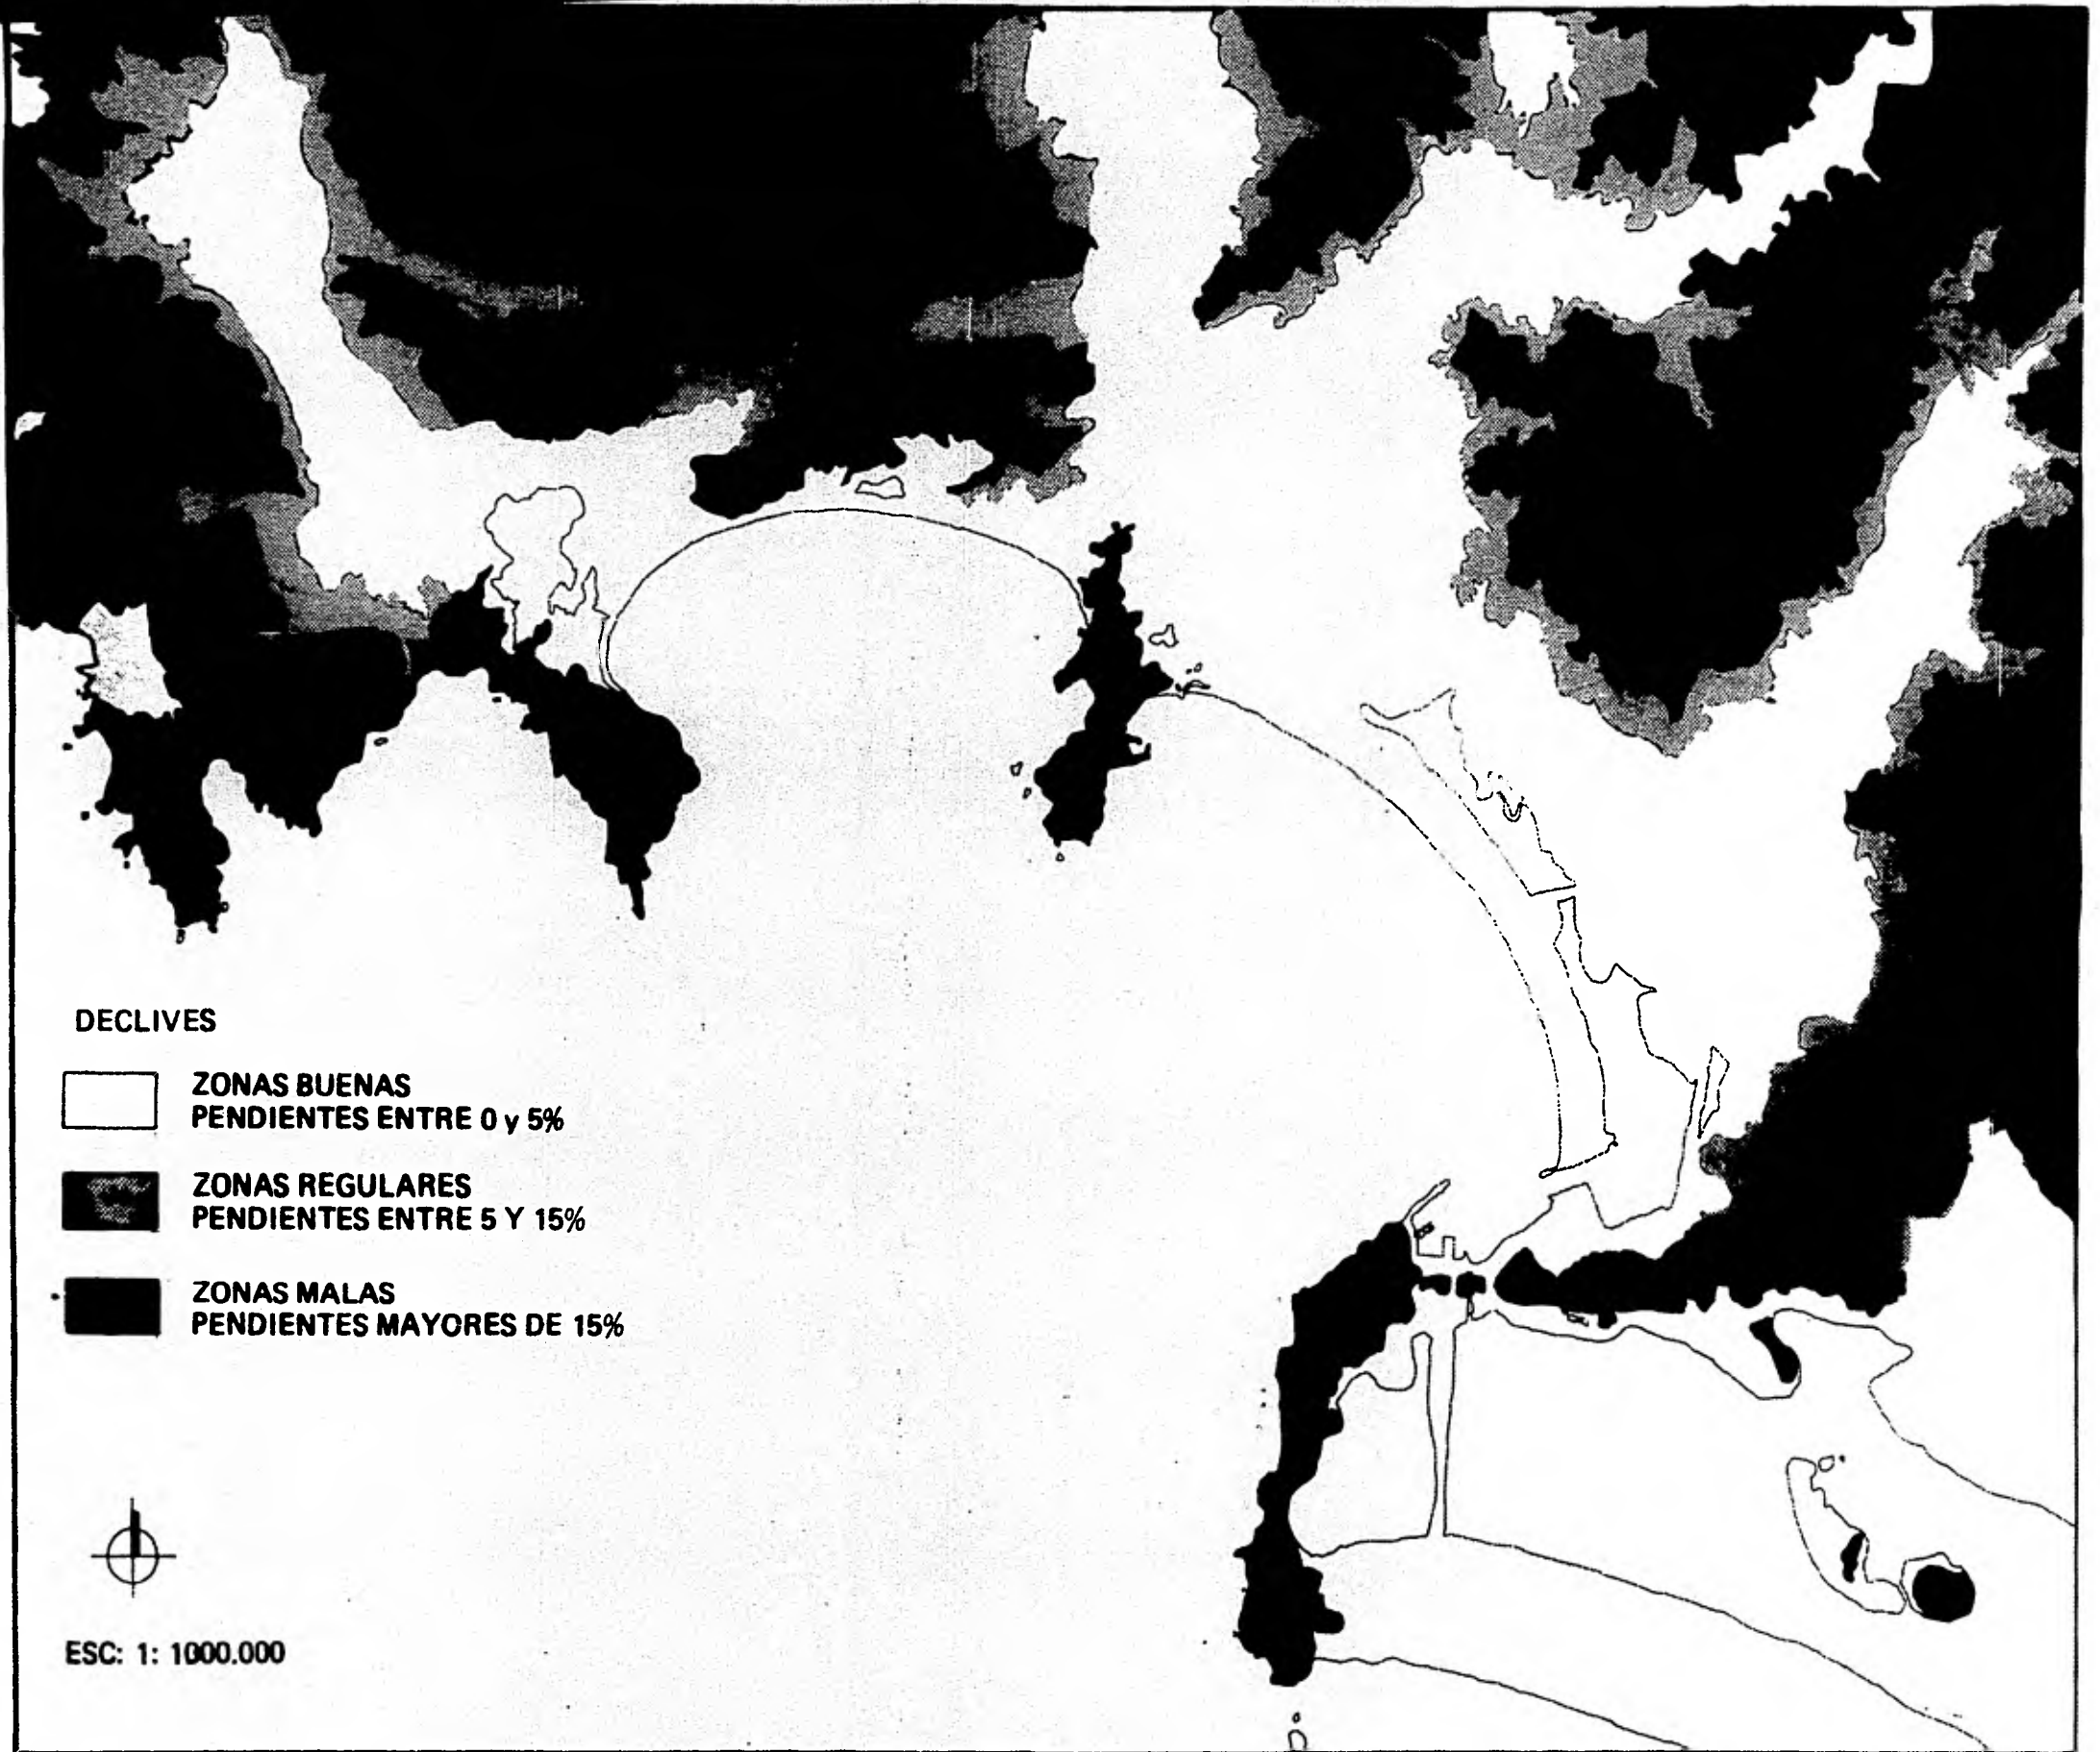 DECLIVES
ZONAS BUENAS
PENDIENTES ENTRE 0 y 5%
ZONAS REGULARES
PENDIENTES ENTRE 5 Y 15%
ZONAS MALAS
PENDIENTES MAYORES DE 15%
ESC: 1: 1000.000